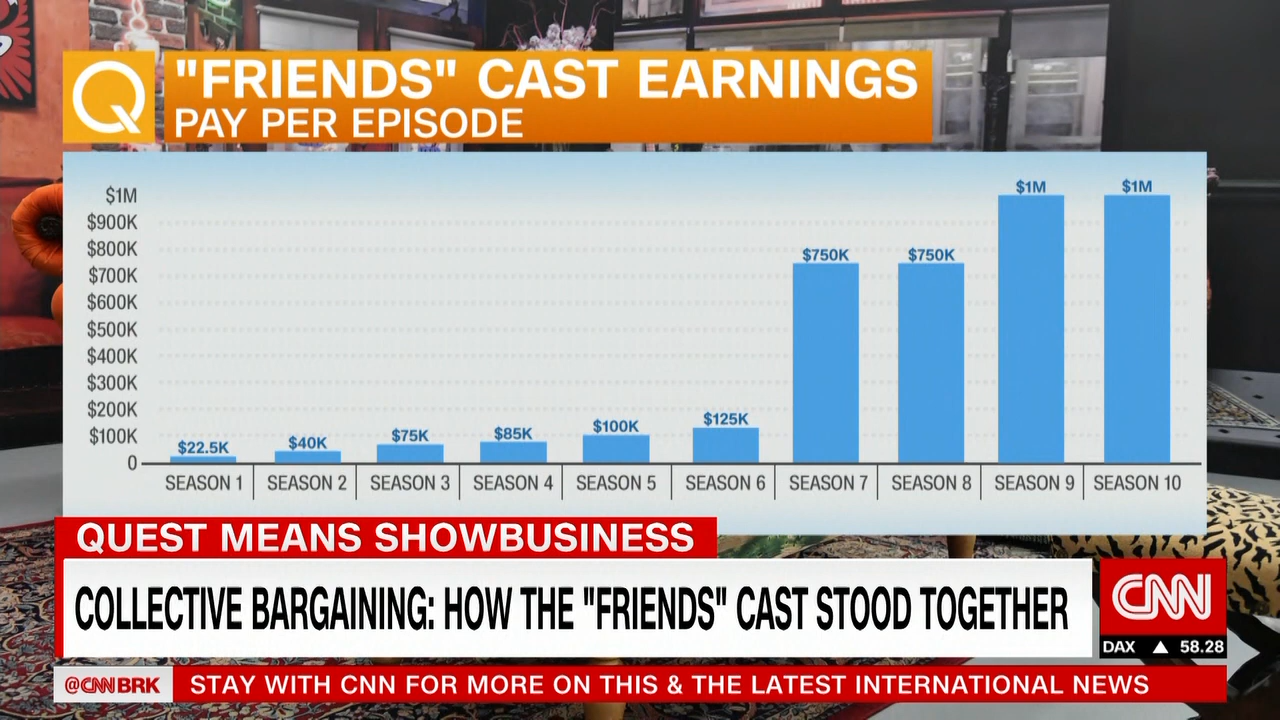 Q
"FRIENDS" CAST EARNINGS
PAY PER EPISODE
$1M
$900K
$800K
$700K
$600K
$500K
$400K
$300K
$200K
$100K
0
$22.5K
$40K
$75K
$85K
$100K
$125K
$750K
$750K
$1M
$1M
SEASON 1 SEASON 2 SEASON 3 SEASON 4 SEASON 5 SEASON 6 SEASON 7 SEASON 8 SEASON 9 SEASON 10
QUEST MEANS SHOWBUSINESS
COLLECTIVE BARGAINING: HOW THE "FRIENDS" CAST STOOD TOGETHER
CNN
DAX ▲ 58.28
@CNNBRK STAY WITH CNN FOR MORE ON THIS & THE LATEST INTERNATIONAL NEWS